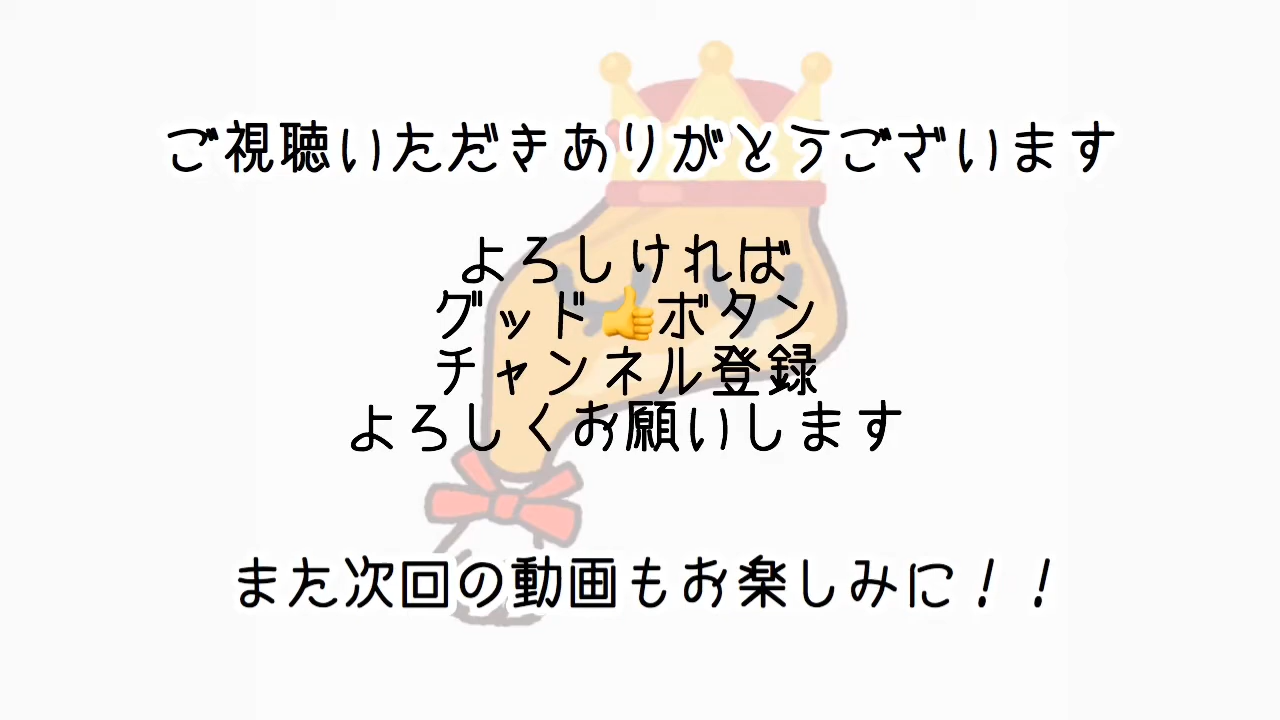 ご視聴いただきありがとうございます
よろしければ
グッド👍ボタン
チャンネル登録
よろしくお願いします
また次回の動画もお楽しみに！！